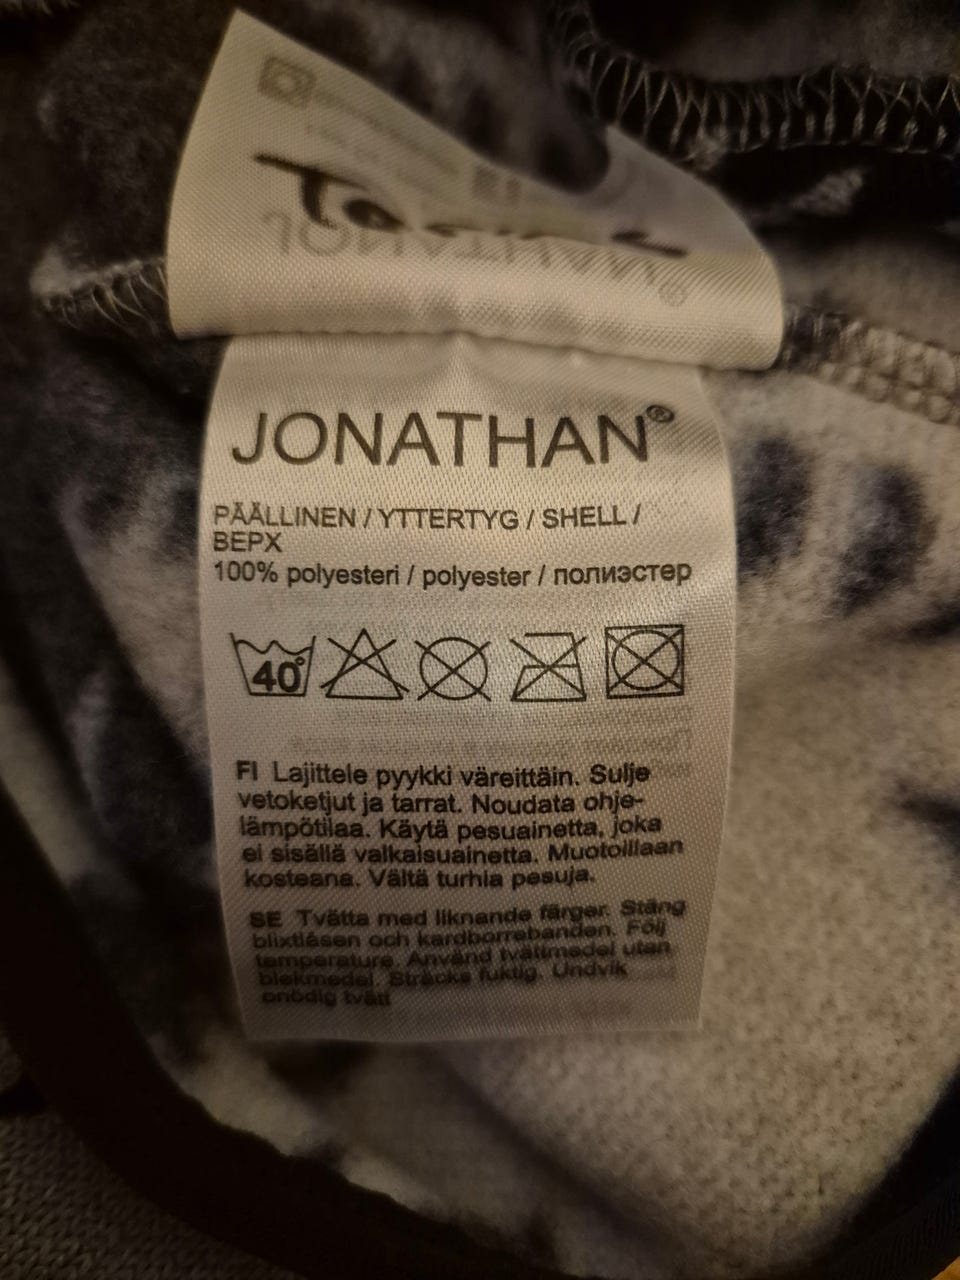 JONATHAN®
PÄÄLLINEN / YTTERTYG / SHELL /
ВЕРХ
100% polyesteri / polyester / полиэстер
40°
FI Lajittele pyykki väreittäin. Sulje
vetoketjut ja tarrat. Noudata ohje-
lämpötilaa. Käytä pesuainetta, joka
ei sisällä valkaisuainetta. Muotoillaan
kosteana. Vältä turhia pesuja.
SE Tvätta med liknande färger. Stäng
blixtlåsen och kardborrebanden. Följ
temperature. Använd tvättmedel utan
blekmedel. Sträcks fuktig. Undvik
onödig tvätt